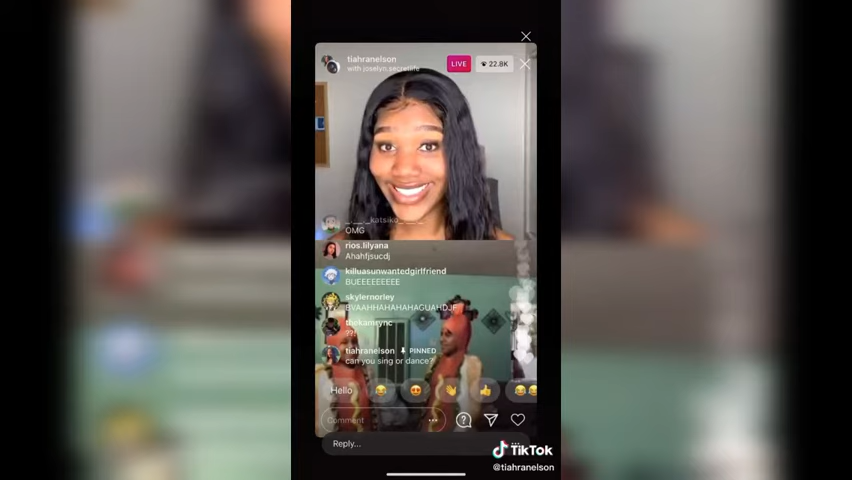 tiahranelson
with joselyn.secretlife
LIVE
22.8K
OMG
rios.lilyana
Ahahfjsucdj
killuasunwantedgirlfriend
BUEEEEEEEEE
skylernorley
BVAAHHAHAHAHAGUAHDJF
thekamrync
??!
tiahranelson PINNED
can you sing or dance?
Hello
Comment
Reply...
TikTok
@tiahranelson